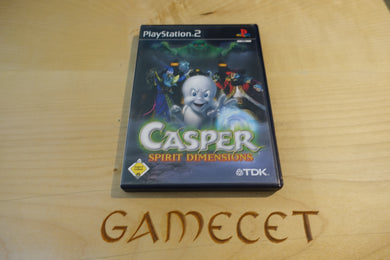 PlayStation 2
CASPER
SPIRIT DIMENSIONS
TDK
GAMECET